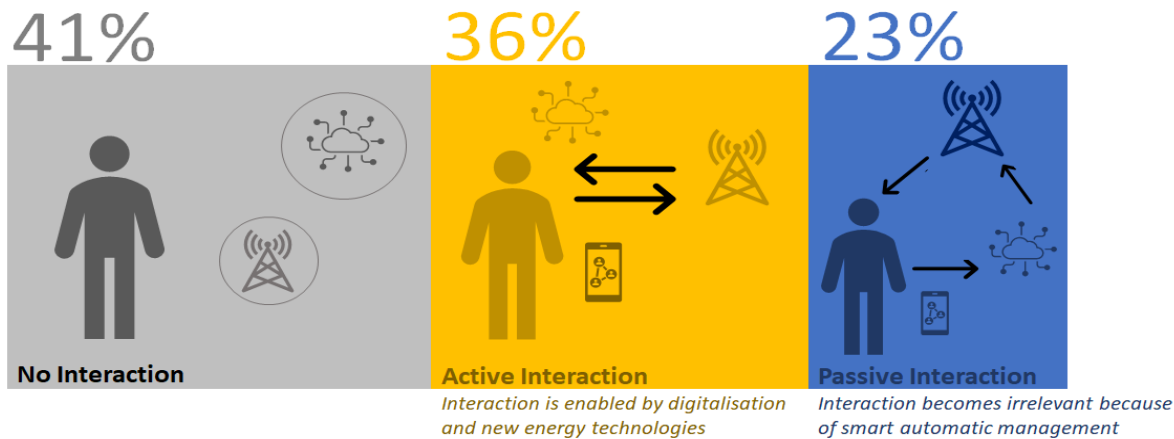 41%
36%
23%
No Interaction
Active Interaction
Passive Interaction
Interaction is enabled by digitalisation
and new energy technologies
Interaction becomes irrelevant because
of smart automatic management